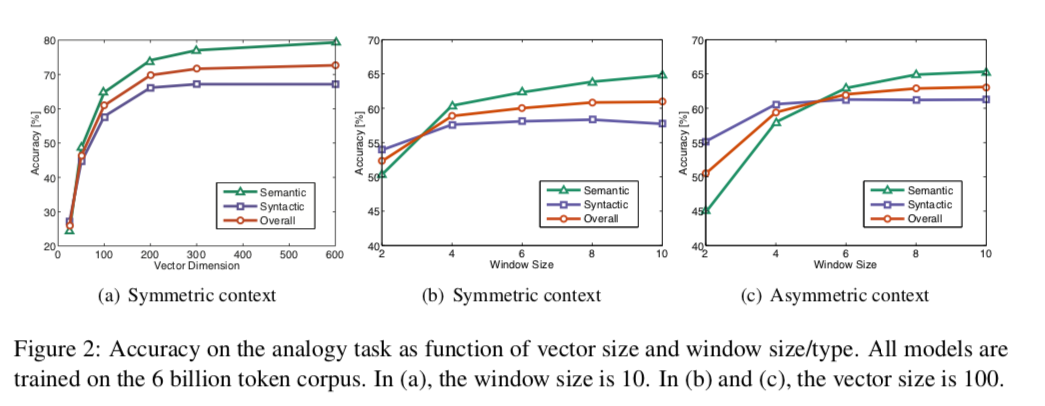 80
70
60
50
40
30
20
Accuracy [%]
0 100 200 300 400 500 600
Vector Dimension
Semantic
Syntactic
Overall
(a) Symmetric context
70
65
60
55
50
45
40
Accuracy [%]
2 4 6 8 10
Window Size
Semantic
Syntactic
Overall
(b) Symmetric context
70
65
60
55
50
45
40
Accuracy [%]
2 4 6 8 10
Window Size
Semantic
Syntactic
Overall
(c) Asymmetric context
Figure 2: Accuracy on the analogy task as function of vector size and window size/type. All models are
trained on the 6 billion token corpus. In (a), the window size is 10. In (b) and (c), the vector size is 100.